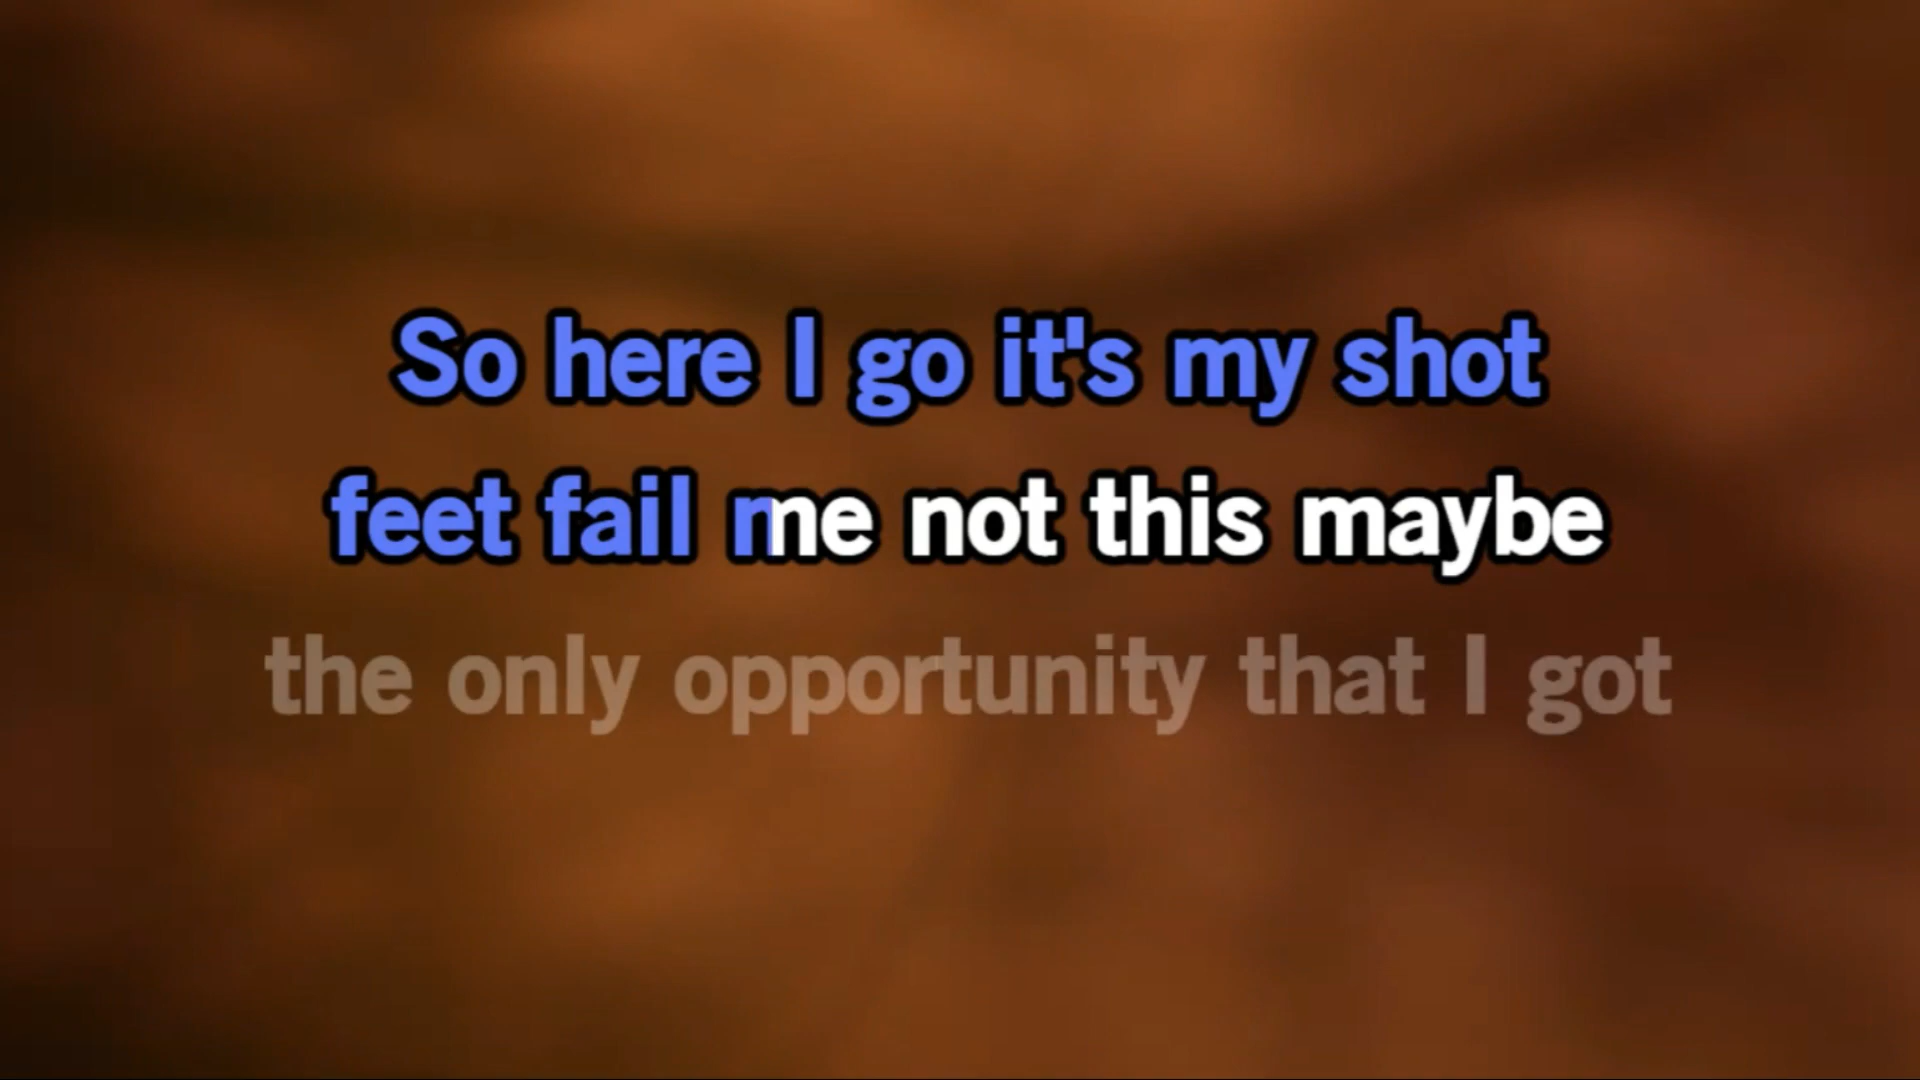 So here I go it's my shot
feet fail me not this maybe
the only opportunity that I got